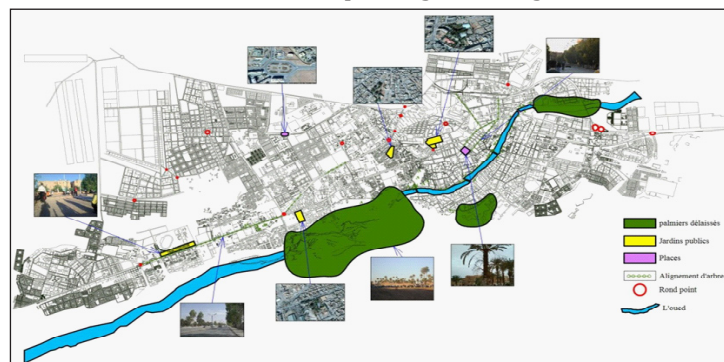 palmiers délaissés
Jardins publics
Places
Alignement d'arbre
Rond point
L'oued